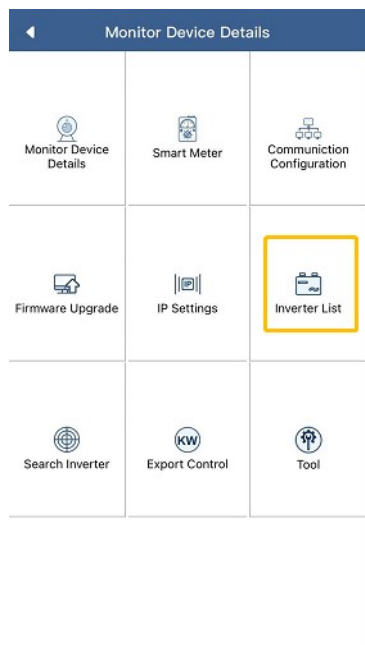 Monitor Device Details
Monitor Device
Details
Smart Meter
Communiction
Configuration
Firmware Upgrade
IP Settings
Inverter List
Search Inverter
KW
Export Control
Tool